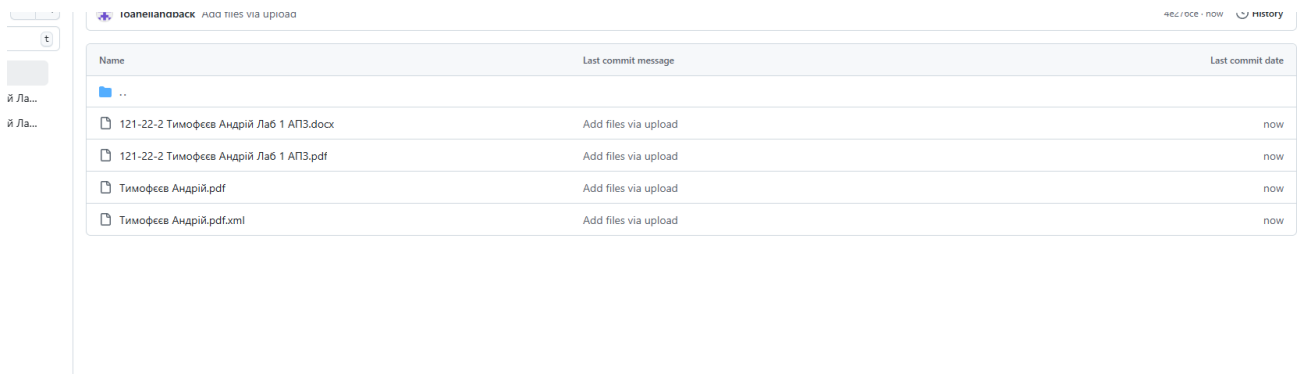 Toanellandback Add files via upload 4e276ce · now History
t
Name Last commit message Last commit date
й Ла...
..
й Ла...
121-22-2 Тимофєєв Андрій Лаб 1 АПЗ.docx Add files via upload now
121-22-2 Тимофєєв Андрій Лаб 1 АПЗ.pdf Add files via upload now
Тимофєєв Андрій.pdf Add files via upload now
Тимофєєв Андрій.pdf.xml Add files via upload now